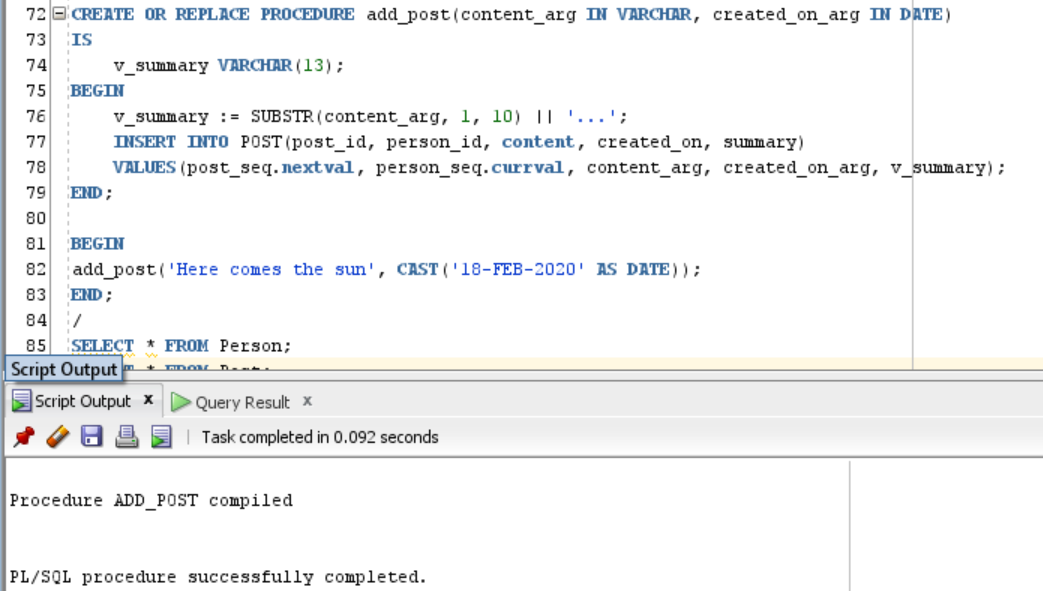 72 CREATE OR REPLACE PROCEDURE add_post(content_arg IN VARCHAR, created_on_arg IN DATE)
73 IS
74 v_summary VARCHAR(13);
75 BEGIN
76 v_summary := SUBSTR(content_arg, 1, 10) || '...';
77 INSERT INTO POST(post_id, person_id, content, created_on, summary)
78 VALUES(post_seq.nextval, person_seq.currval, content_arg, created_on_arg, v_summary);
79 END;
80
81 BEGIN
82 add_post('Here comes the sun', CAST('18-FEB-2020' AS DATE));
83 END;
84 /
85 SELECT * FROM Person;
Script Output * FROM
Script Output x Query Result x
Task completed in 0.092 seconds
Procedure ADD_POST compiled
PL/SQL procedure successfully completed.